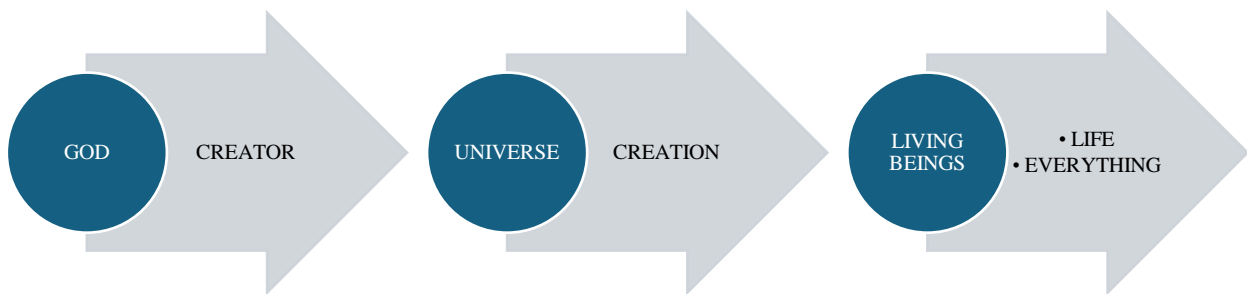 GOD
CREATOR
UNIVERSE
CREATION
LIVING
BEINGS
• LIFE
• EVERYTHING